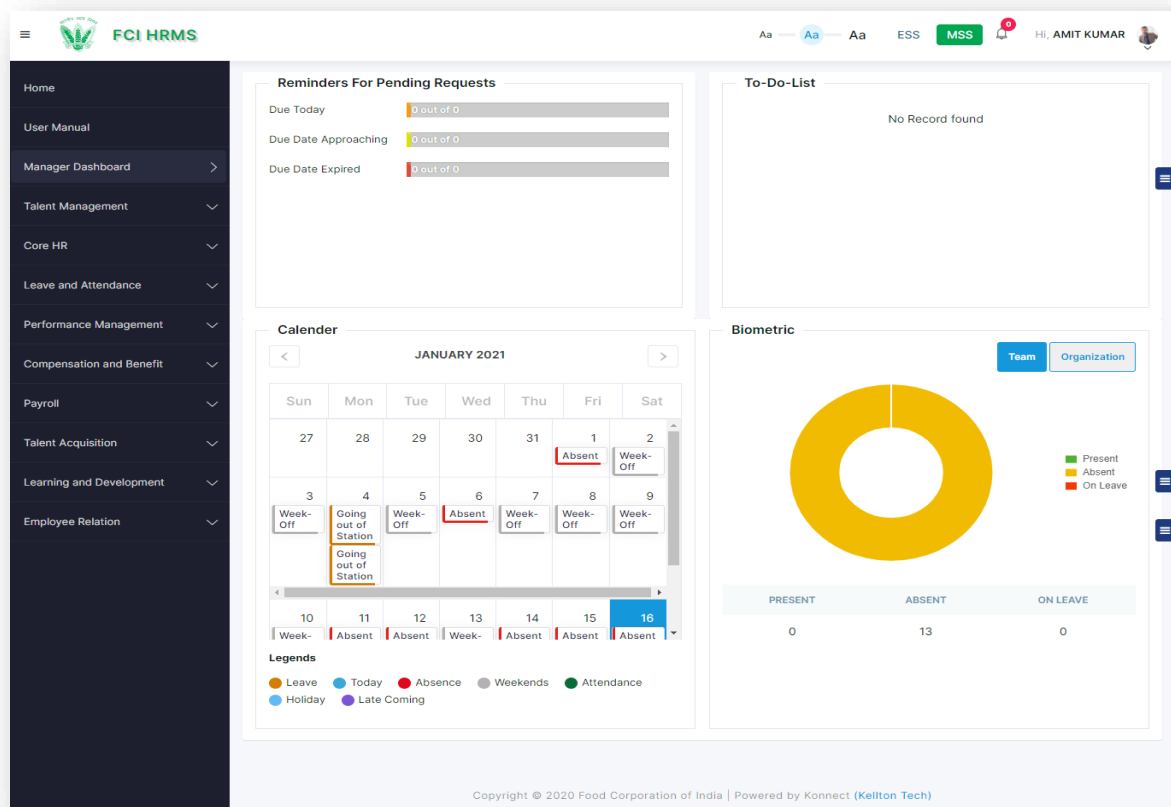 FCI HRMS
Aa Aa Aa ESS MSS 0 Hi, AMIT KUMAR
Home
User Manual
Manager Dashboard
Talent Management
Core HR
Leave and Attendance
Performance Management
Compensation and Benefit
Payroll
Talent Acquisition
Learning and Development
Employee Relation
Reminders For Pending Requests
Due Today 0 out of 0
Due Date Approaching 0 out of 0
Due Date Expired 0 out of 0
To-Do-List
No Record found
Calender
< JANUARY 2021 >
Sun Mon Tue Wed Thu Fri Sat
27 28 29 30 31 1 2
Absent Week-
Off
3 4 5 6 7 8 9
Week- Going Week- Absent Week- Week- Week-
Off out of Off Off Off Off
Station
Going
out of
Station
10 11 12 13 14 15 16
Week- Absent Absent Week- Absent Absent Absent
Legends
Leave Today Absence Weekends Attendance
Holiday Late Coming
Biometric
Team Organization
Present
Absent
On Leave
PRESENT ABSENT ON LEAVE
0 13 0
Copyright © 2020 Food Corporation of India | Powered by Konnect (Kellton Tech)